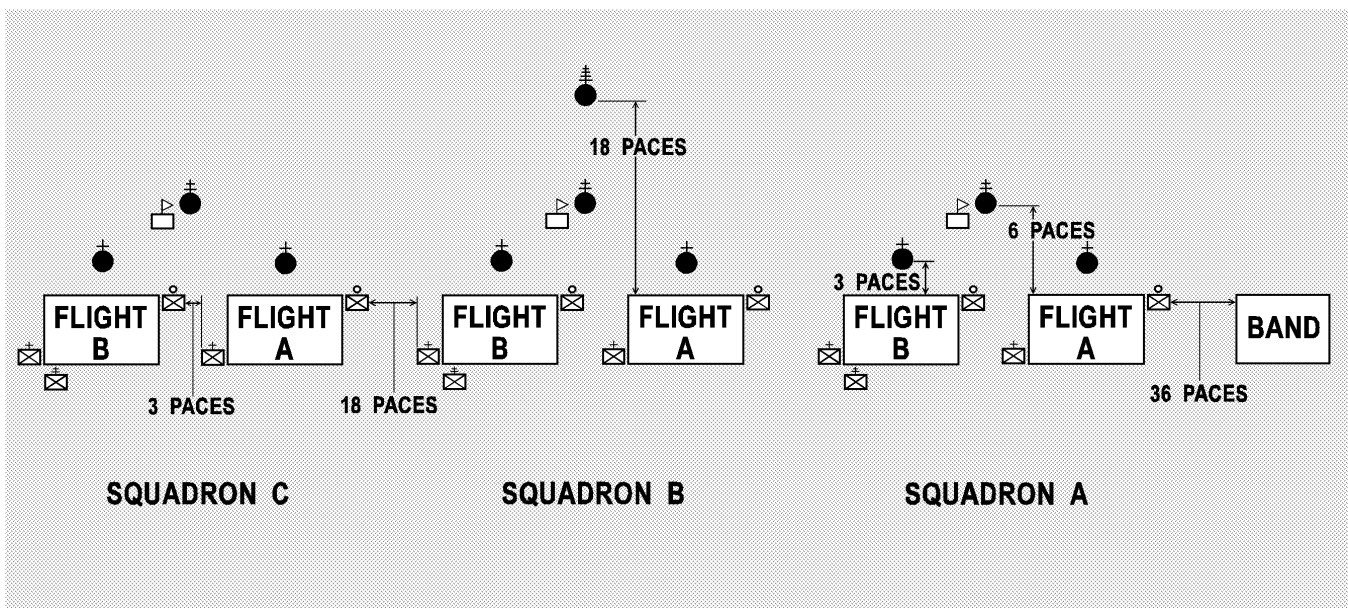 18 PACES
6 PACES
3 PACES
FLIGHT
B
FLIGHT
A
FLIGHT
B
FLIGHT
A
FLIGHT
B
FLIGHT
A
BAND
3 PACES
18 PACES
36 PACES
SQUADRON C
SQUADRON B
SQUADRON A